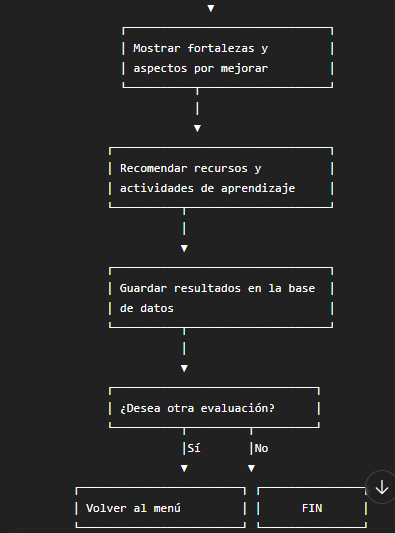 Mostrar fortalezas y
aspectos por mejorar
Recomendar recursos y
actividades de aprendizaje
Guardar resultados en la base
de datos
¿Desea otra evaluación?
Sí No
Volver al menú FIN